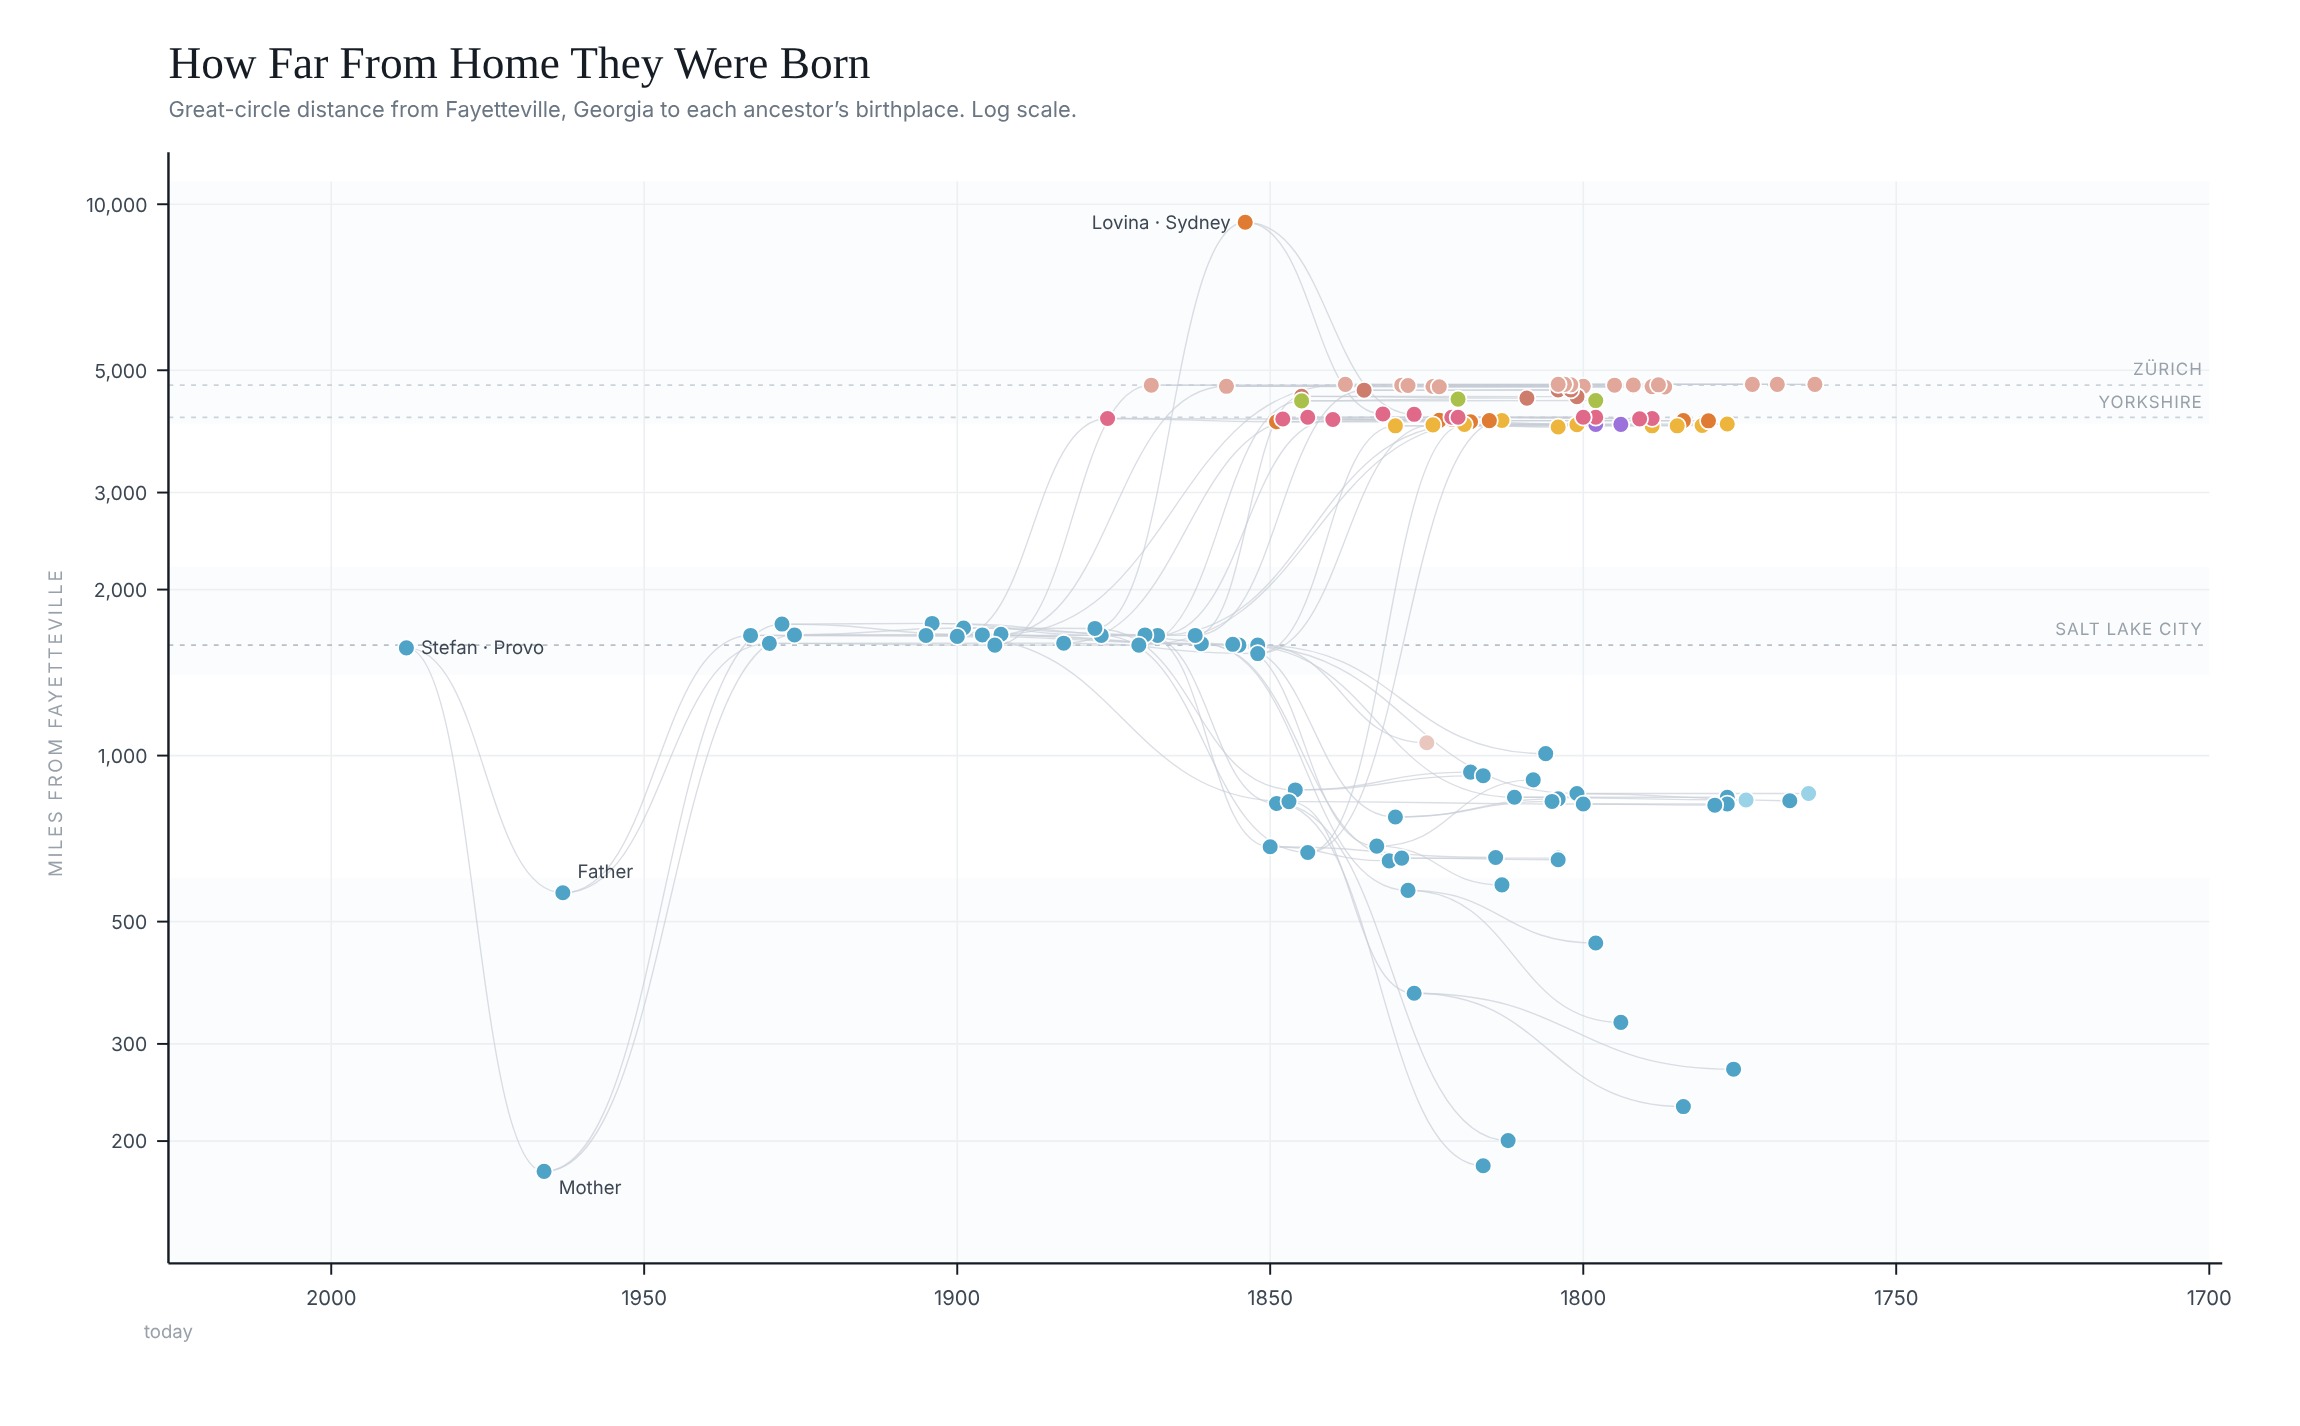 How Far From Home They Were Born
Great-circle distance from Fayetteville, Georgia to each ancestor’s birthplace. Log scale.
10,000
Lovina · Sydney
5,000
ZÜRICH
YORKSHIRE
3,000
2,000
SALT LAKE CITY
Stefan · Provo
MILES FROM FAYETTEVILLE
1,000
Father
500
300
200
Mother
2000 1950 1900 1850 1800 1750 1700
today